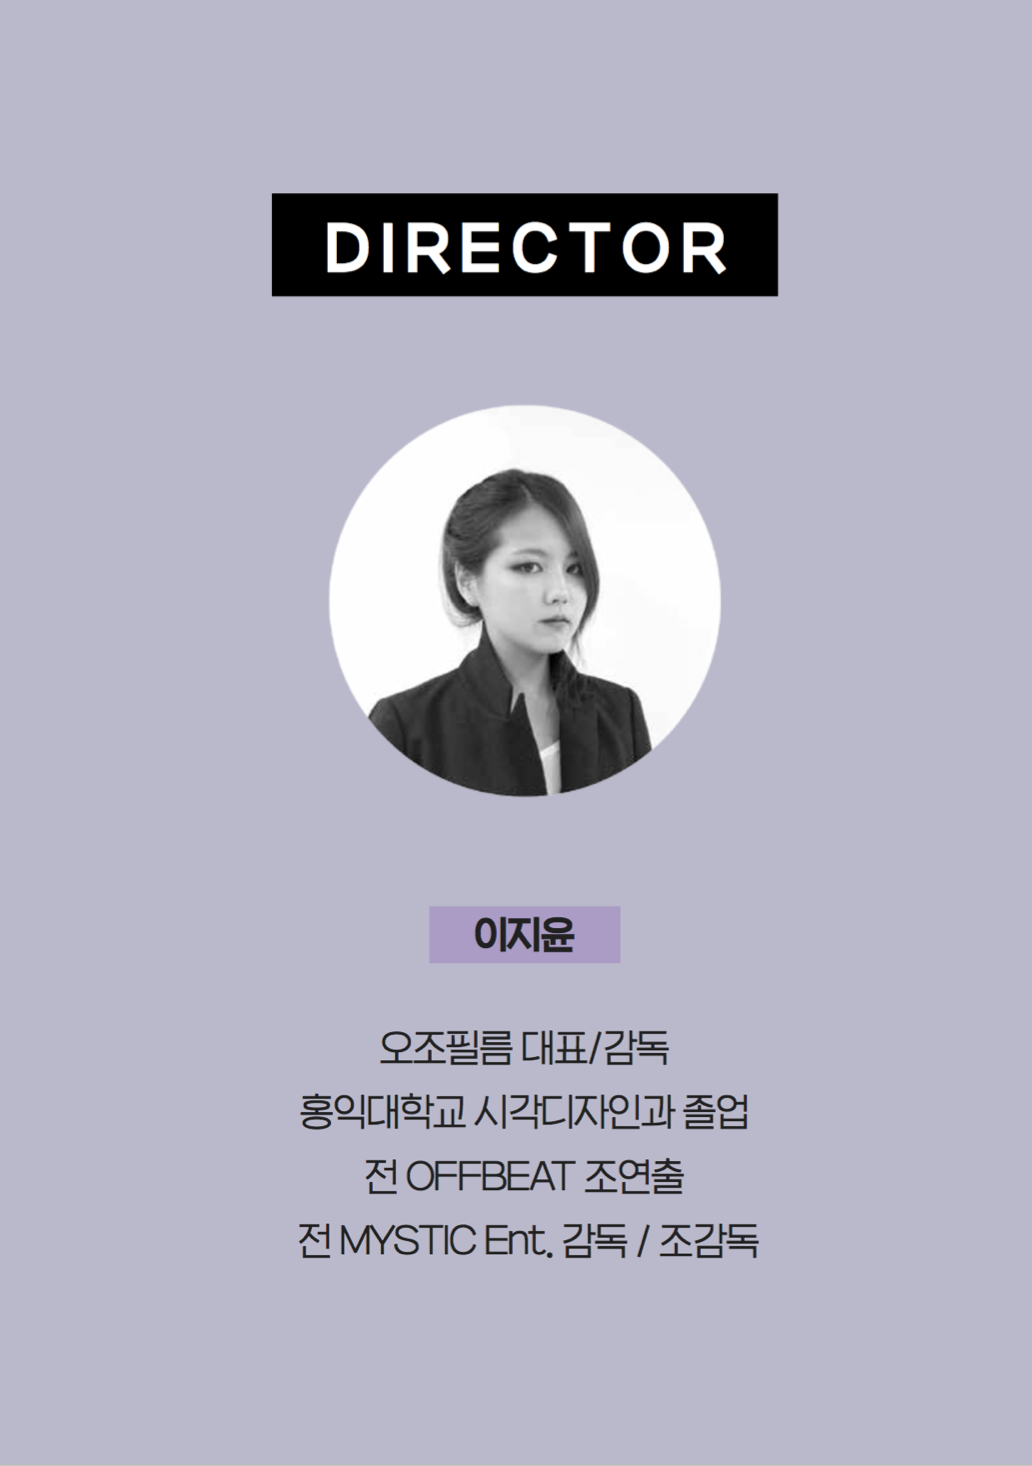 DIRECTOR
이지윤
오조필름 대표/감독
홍익대학교 시각디자인과 졸업
전 OFFBEAT 조연출
전 MYSTIC Ent. 감독 / 조감독